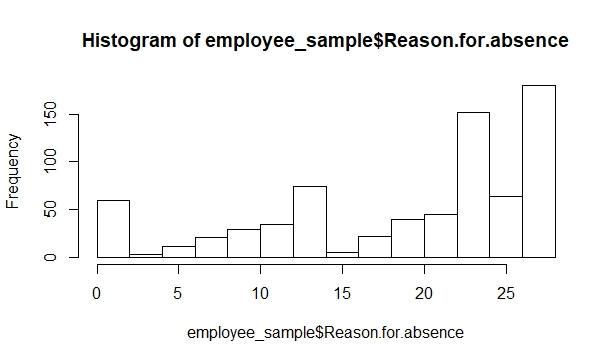 Histogram of employee_sample$Reason.for.absence
Frequency
150
100
50
0
0 5 10 15 20 25
employee_sample$Reason.for.absence